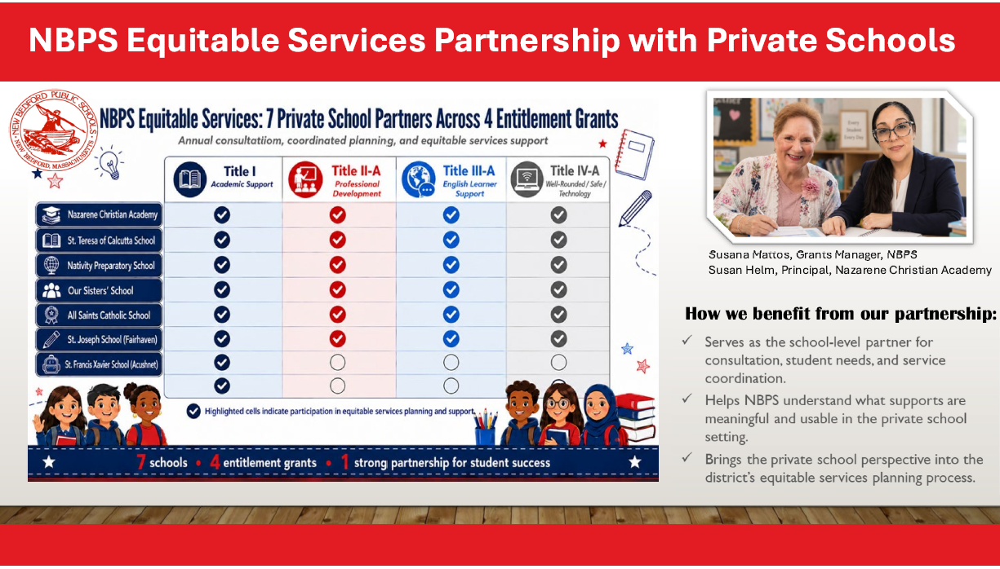 NBPS Equitable Services Partnership with Private Schools
NEW BEDFORD PUBLIC SCHOOLS
NEW BEDFORD, MASSACHUSETTS
NBPS Equitable Services: 7 Private School Partners Across 4 Entitlement Grants
Annual consultatiom, coordinated planning, and equitable services support
Title I
Academic Support
Title II-A
Professional
Development
Title III-A
English Learner
Support
Title IV-A
Well-Rounded / Safe /
Technology
Nazarene Christian Academy
St. Teresa of Calcutta School
Nativity Preparatory School
Our Sisters' School
All Saints Catholic School
St. Joseph School (Fairhaven)
St. Francis Xavier School (Acushnet)
Highlighted cells indicate participation in equitable services planning and support.
7 schools • 4 entitlement grants • 1 strong partnership for student success
Every
Student
Every Day
Susana Mattos, Grants Manager, NBPS
Susan Helm, Principal, Nazarene Christian Academy
How we benefit from our partnership:
✓ Serves as the school-level partner for
consultation, student needs, and service
coordination.
✓ Helps NBPS understand what supports are
meaningful and usable in the private school
setting.
✓ Brings the private school perspective into the
district's equitable services planning process.